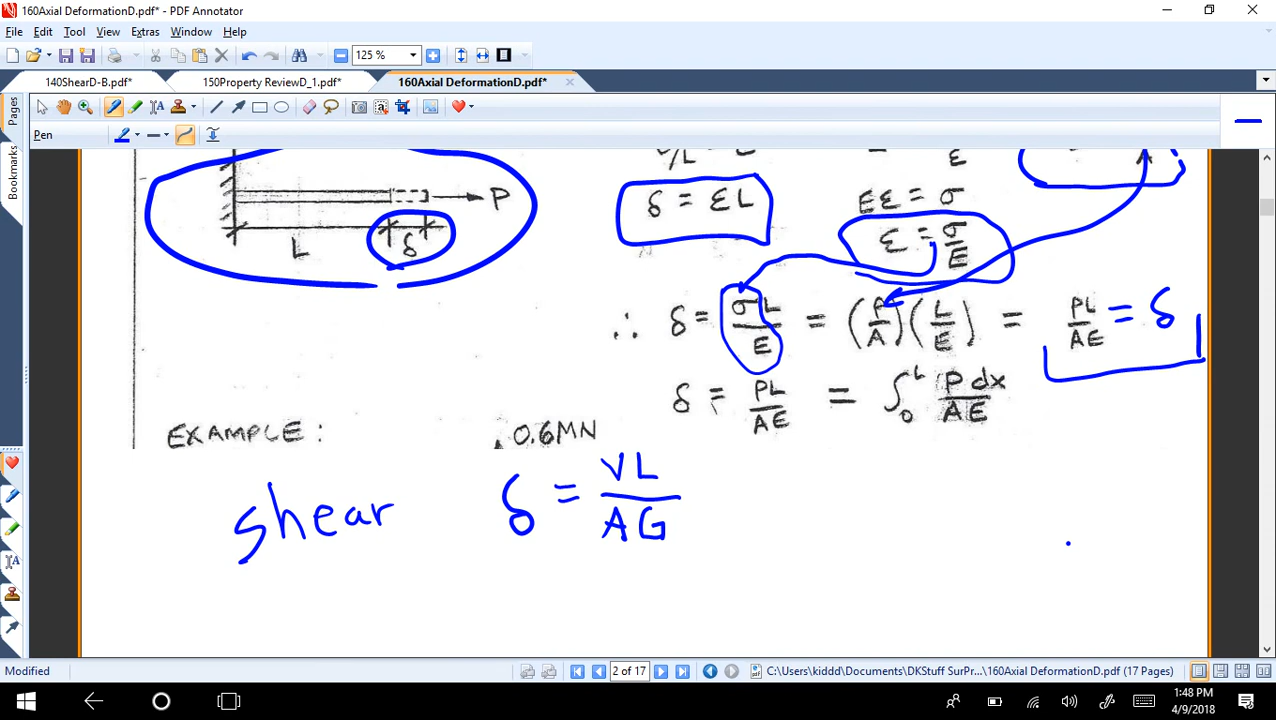 160Axial DeformationD.pdf* - PDF Annotator
File Edit Tool View Extras Window Help
125 %
140ShearD-B.pdf* 150Property ReviewD_1.pdf* 160Axial DeformationD.pdf*
Pen
Pages
Bookmarks
P
L δ
δ = εL
Eε = σ
ε = σ/E
∴ δ = σL/E = (P/A)(L/E) = PL/AE = δ
δ = PL/AE = ∫₀ᴸ P dx/AE
EXAMPLE: 0.6MN
shear δ = VL/AG
Modified 2 of 17 C:\Users\kiddd\Documents\DKStuff SurPr...\160Axial DeformationD.pdf (17 Pages)
1:48 PM
4/9/2018